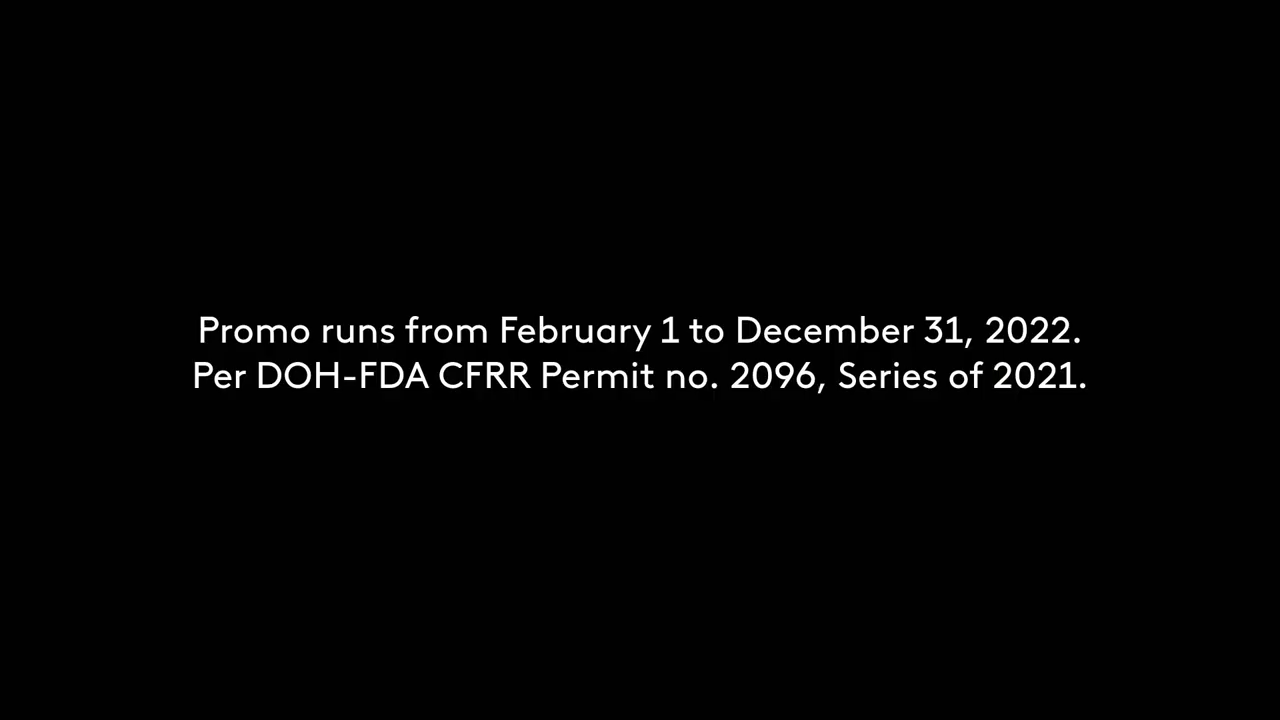 Promo runs from February 1 to December 31, 2022.
Per DOH-FDA CFRR Permit no. 2096, Series of 2021.